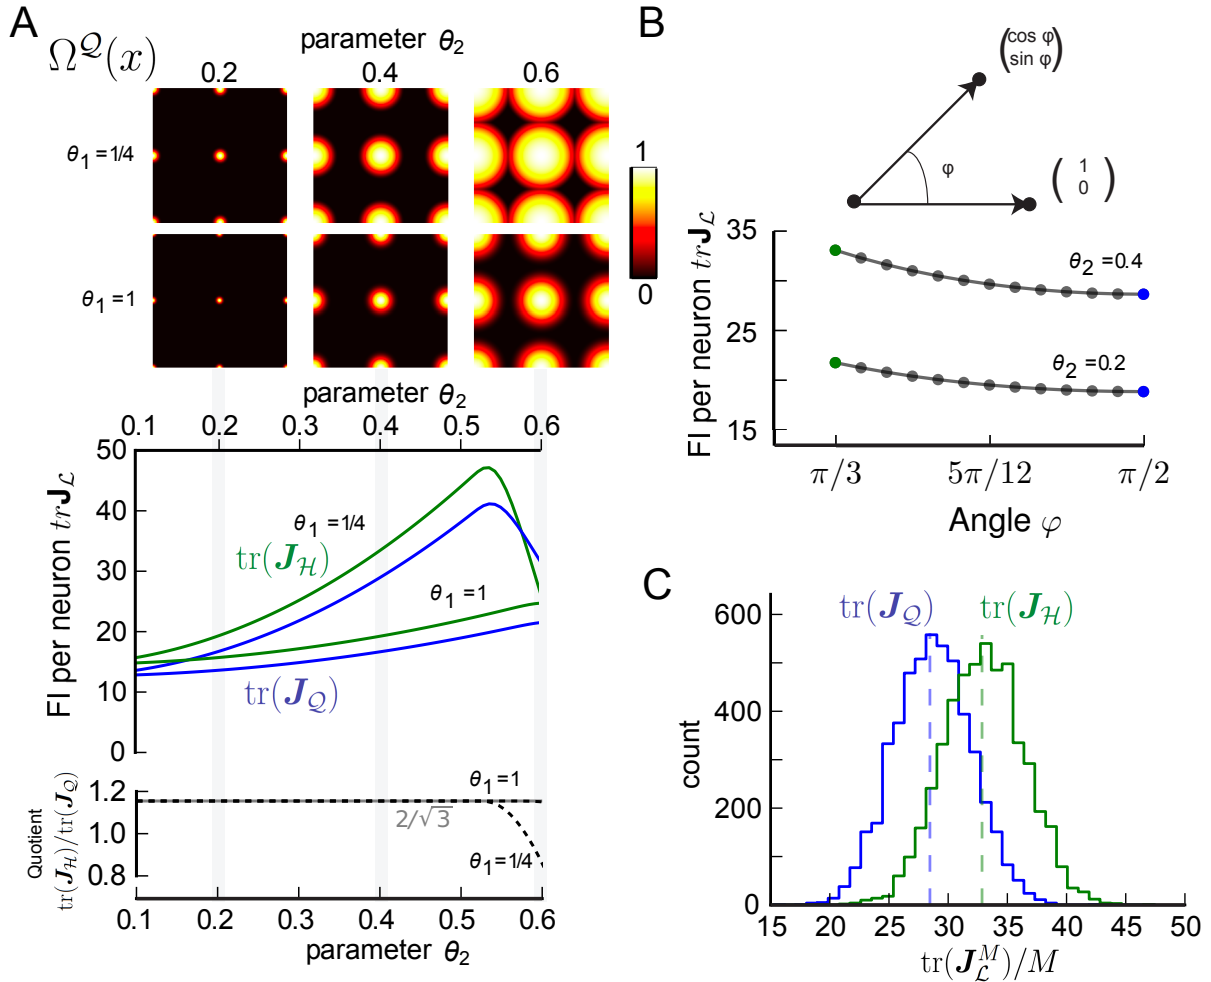 A
Ω^Q(x)
parameter θ2
0.2 0.4 0.6
θ1=1/4
θ1=1
1
0
parameter θ2
0.1 0.2 0.3 0.4 0.5 0.6
FI per neuron trJ_L
50
40
30
20
10
0
θ1=1/4
tr(J_H)
θ1=1
tr(J_Q)
Quotient
tr(J_H)/tr(J_Q)
1.2
1.0
0.8
θ1=1
2/√3
θ1=1/4
0.1 0.2 0.3 0.4 0.5 0.6
parameter θ2
B
(cos φ
sin φ)
φ
(1
0)
FI per neuron trJ_L
35
25
15
θ2=0.4
θ2=0.2
π/3 5π/12 π/2
Angle φ
C
tr(J_Q) tr(J_H)
count
600
400
200
0
15 20 25 30 35 40 45 50
tr(J_L^M)/M